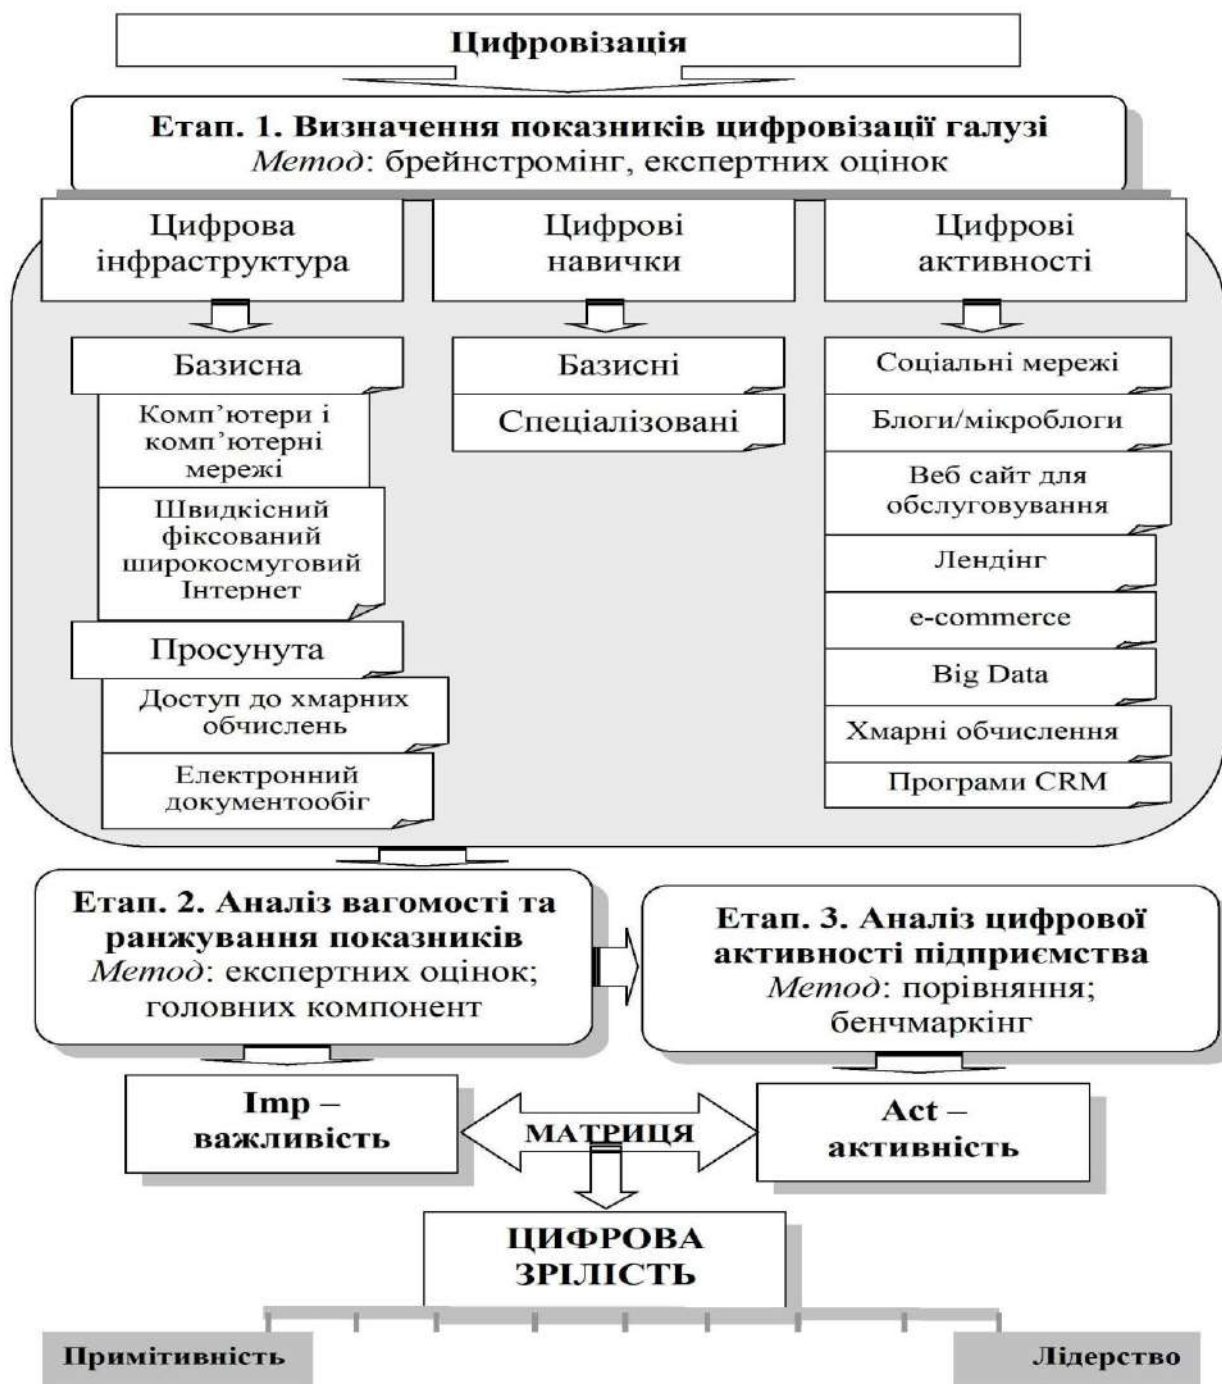 Цифровізація
Етап. 1. Визначення показників цифровізації галузі
Метод: брейнстромінг, експертних оцінок
Цифрова
інфраструктура
Цифрові
навички
Цифрові
активності
Базисна
Комп’ютери і
комп’ютерні
мережі
Швидкісний
фіксований
широкосмуговий
Інтернет
Просунута
Доступ до хмарних
обчислень
Електронний
документообіг
Базисні
Спеціалізовані
Соціальні мережі
Блоги/мікроблоги
Веб сайт для
обслуговування
Лендінг
e-commerce
Big Data
Хмарні обчислення
Програми CRM
Етап. 2. Аналіз вагомості та
ранжування показників
Метод: експертних оцінок;
головних компонент
Етап. 3. Аналіз цифрової
активності підприємства
Метод: порівняння;
бенчмаркінг
Imp –
важливість
МАТРИЦЯ
Act –
активність
ЦИФРОВА
ЗРІЛІСТЬ
Примітивність
Лідерство